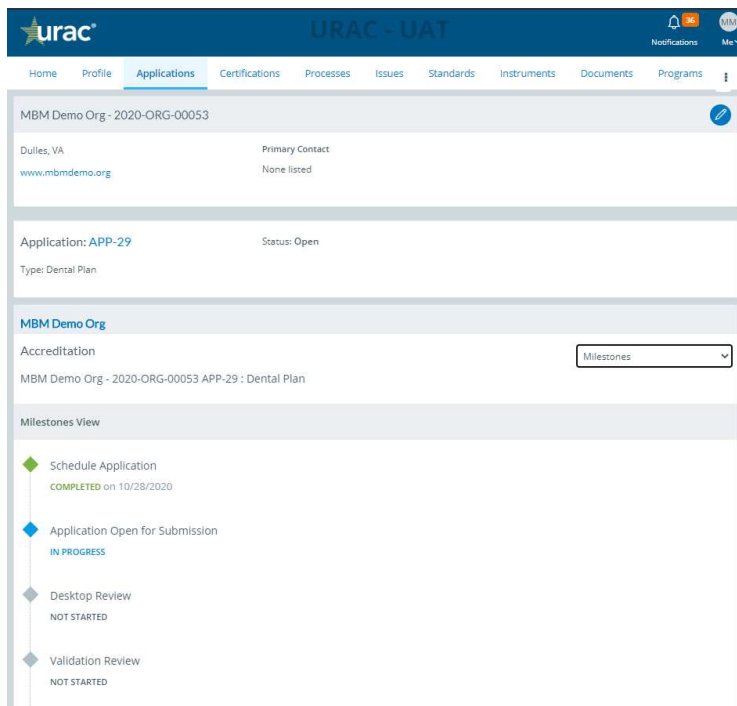 urac®
URAC - UAT
36
MM
Notifications
Me
Home Profile Applications Certifications Processes Issues Standards Instruments Documents Programs
MBM Demo Org - 2020-ORG-00053
Dulles, VA
Primary Contact
www.mbmdemo.org
None listed
Application: APP-29
Status: Open
Type: Dental Plan
MBM Demo Org
Accreditation
Milestones
MBM Demo Org - 2020-ORG-00053 APP-29 : Dental Plan
Milestones View
Schedule Application
COMPLETED on 10/28/2020
Application Open for Submission
IN PROGRESS
Desktop Review
NOT STARTED
Validation Review
NOT STARTED